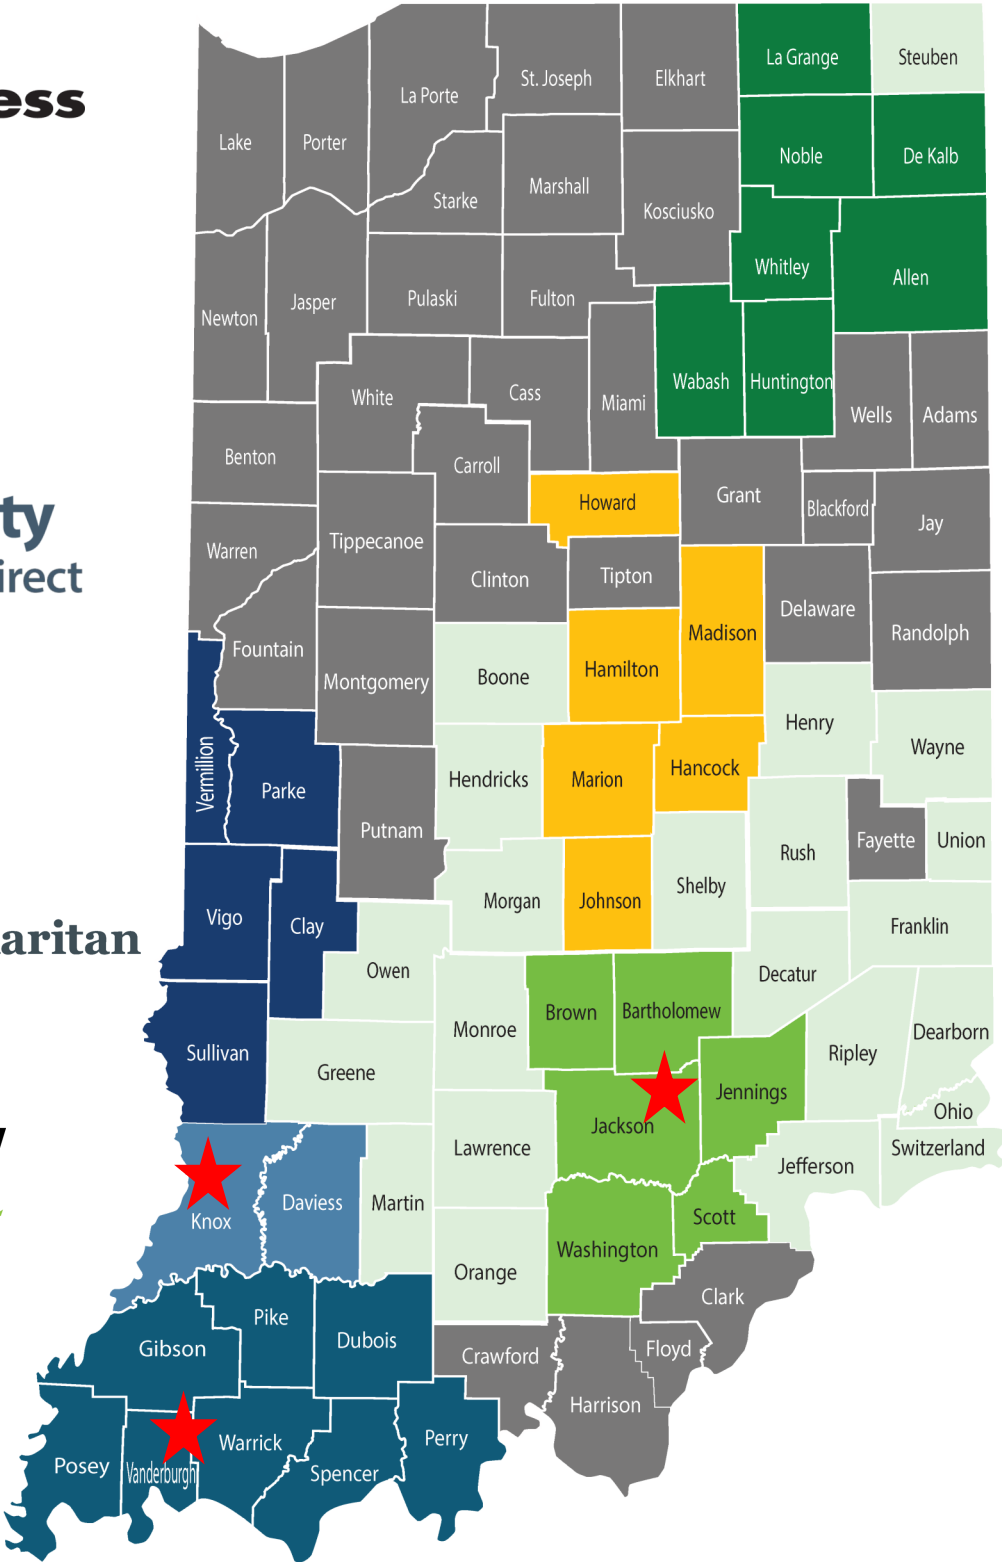 ess
ty
irect
aritan
La Grange
Steuben
St. Joseph
Elkhart
La Porte
Lake
Porter
Noble
De Kalb
Marshall
Starke
Kosciusko
Whitley
Allen
Newton
Jasper
Pulaski
Fulton
White
Cass
Miami
Wabash
Huntington
Wells
Adams
Benton
Carroll
Howard
Grant
Blackford
Jay
Warren
Tippecanoe
Clinton
Tipton
Delaware
Randolph
Fountain
Montgomery
Boone
Hamilton
Madison
Henry
Wayne
Vermillion
Parke
Hendricks
Marion
Hancock
Putnam
Rush
Fayette
Union
Vigo
Clay
Morgan
Johnson
Shelby
Franklin
Owen
Decatur
Sullivan
Greene
Monroe
Brown
Bartholomew
Ripley
Dearborn
Jennings
Jackson
Ohio
Lawrence
Jefferson
Switzerland
Knox
Daviess
Martin
Scott
Washington
Orange
Clark
Gibson
Pike
Dubois
Crawford
Floyd
Harrison
Posey
Vanderburgh
Warrick
Spencer
Perry